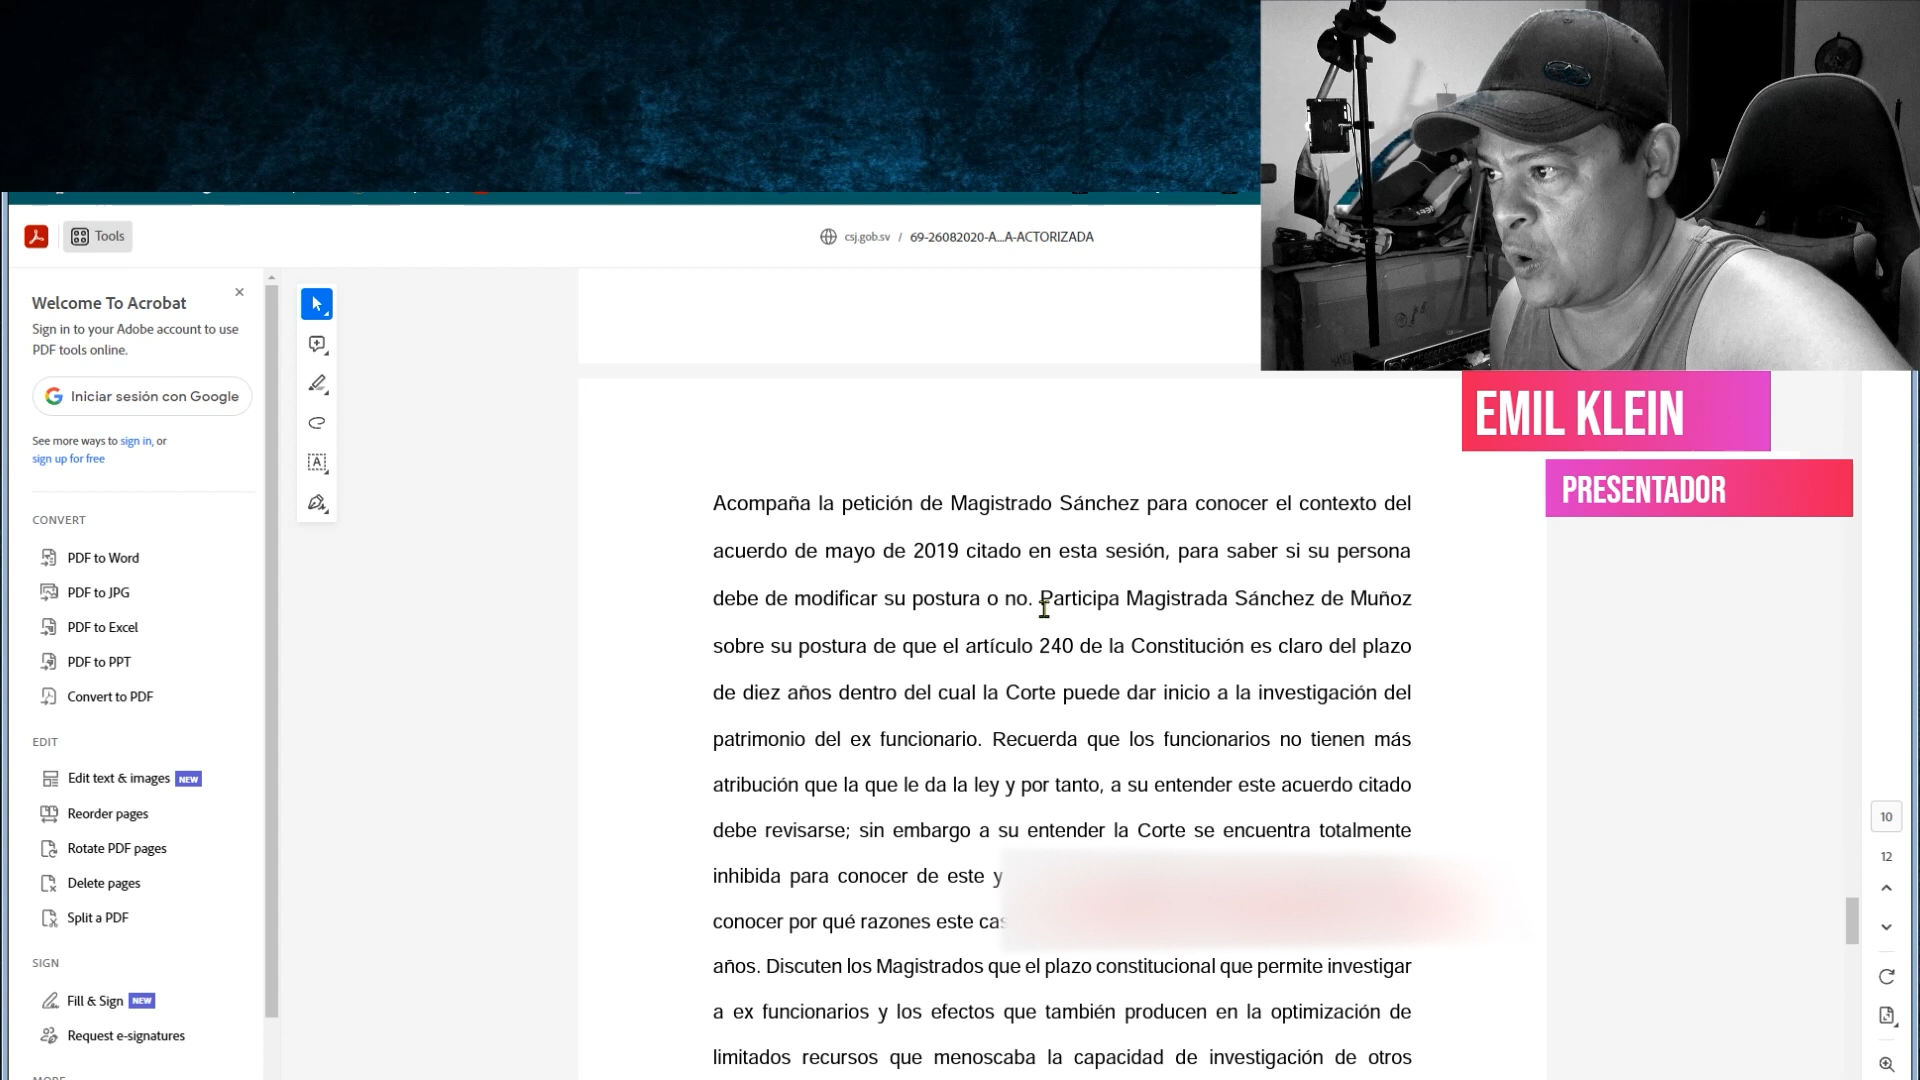 Tools
csj.gob.sv / 69-26082020-A...A-ACTORIZADA
Welcome To Acrobat
Sign in to your Adobe account to use
PDF tools online.
Iniciar sesión con Google
See more ways to sign in, or
sign up for free
CONVERT
PDF to Word
PDF to JPG
PDF to Excel
PDF to PPT
Convert to PDF
EDIT
Edit text & images NEW
Reorder pages
Rotate PDF pages
Delete pages
Split a PDF
SIGN
Fill & Sign NEW
Request e-signatures
EMIL KLEIN
PRESENTADOR
Acompaña la petición de Magistrado Sánchez para conocer el contexto del
acuerdo de mayo de 2019 citado en esta sesión, para saber si su persona
debe de modificar su postura o no. Participa Magistrada Sánchez de Muñoz
sobre su postura de que el artículo 240 de la Constitución es claro del plazo
de diez años dentro del cual la Corte puede dar inicio a la investigación del
patrimonio del ex funcionario. Recuerda que los funcionarios no tienen más
atribución que la que le da la ley y por tanto, a su entender este acuerdo citado
debe revisarse; sin embargo a su entender la Corte se encuentra totalmente
inhibida para conocer de este y
conocer por qué razones este
años. Discuten los Magistrados que el plazo constitucional que permite investigar
a ex funcionarios y los efectos que también producen en la optimización de
limitados recursos que menoscaba la capacidad de investigación de otros
10
12